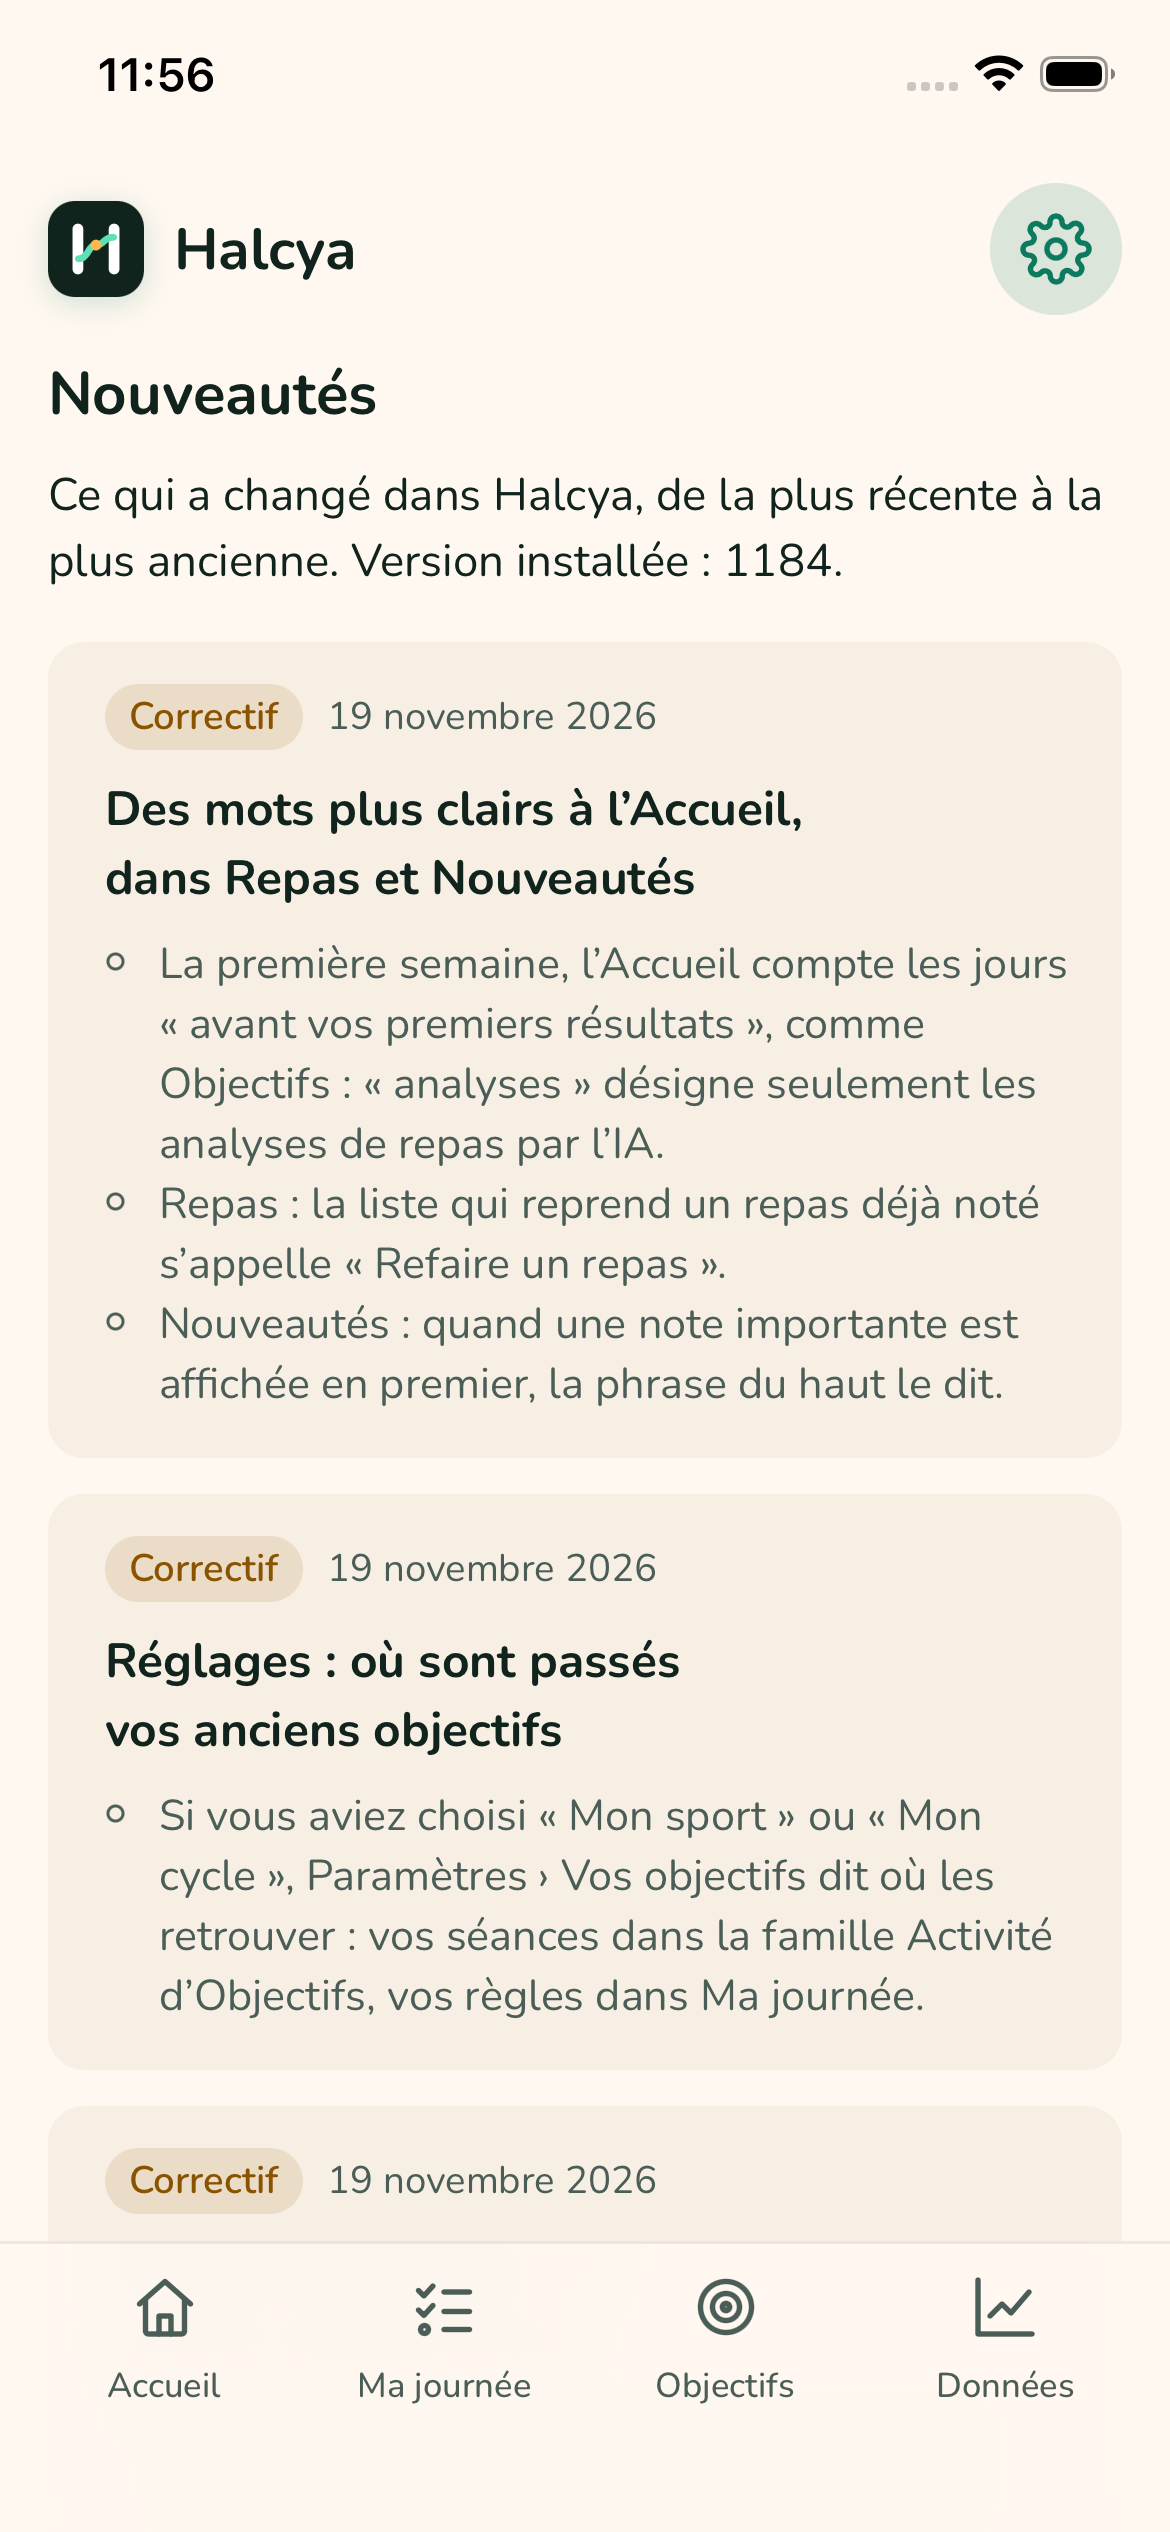 11:56
Halcya
Nouveautés
Ce qui a changé dans Halcya, de la plus récente à la
plus ancienne. Version installée : 1184.
Correctif 19 novembre 2026
Des mots plus clairs à l’Accueil,
dans Repas et Nouveautés
La première semaine, l’Accueil compte les jours
« avant vos premiers résultats », comme
Objectifs : « analyses » désigne seulement les
analyses de repas par l’IA.
Repas : la liste qui reprend un repas déjà noté
s’appelle « Refaire un repas ».
Nouveautés : quand une note importante est
affichée en premier, la phrase du haut le dit.
Correctif 19 novembre 2026
Réglages : où sont passés
vos anciens objectifs
Si vous aviez choisi « Mon sport » ou « Mon
cycle », Paramètres › Vos objectifs dit où les
retrouver : vos séances dans la famille Activité
d’Objectifs, vos règles dans Ma journée.
Correctif 19 novembre 2026
Accueil Ma journée Objectifs Données